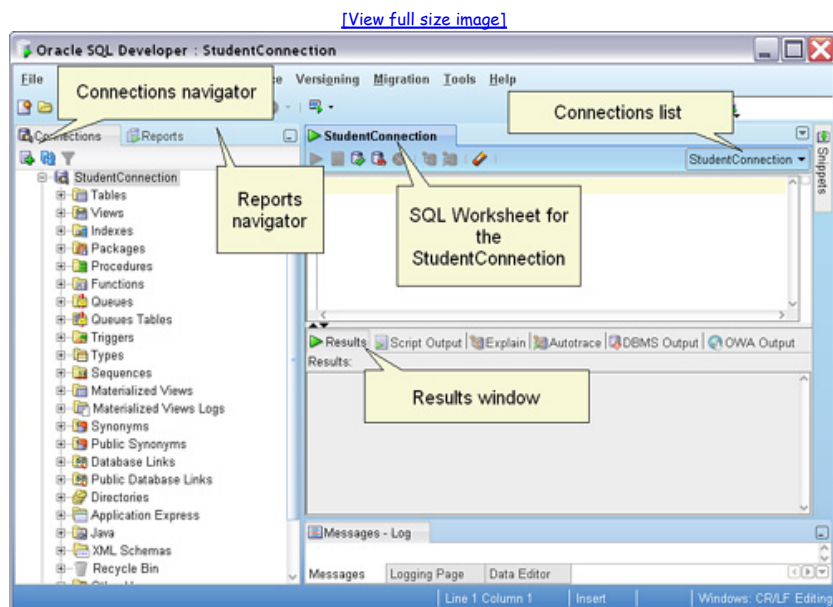 [View full size image]
Oracle SQL Developer : StudentConnection
File Versioning Migration Tools Help
Connections navigator
Connections list
Connections Reports
StudentConnection
StudentConnection
Snippets
StudentConnection
Tables
Views
Indexes
Packages
Procedures
Functions
Queues
Queues Tables
Triggers
Types
Sequences
Materialized Views
Materialized Views Logs
Synonyms
Public Synonyms
Database Links
Public Database Links
Directories
Application Express
Java
XML Schemas
Recycle Bin
Reports
navigator
SQL Worksheet for
the
StudentConnection
Results Script Output Explain Autotrace DBMS Output OWA Output
Results:
Results window
Messages - Log
Messages Logging Page Data Editor
Line 1 Column 1 Insert Windows: CR/LF Editing